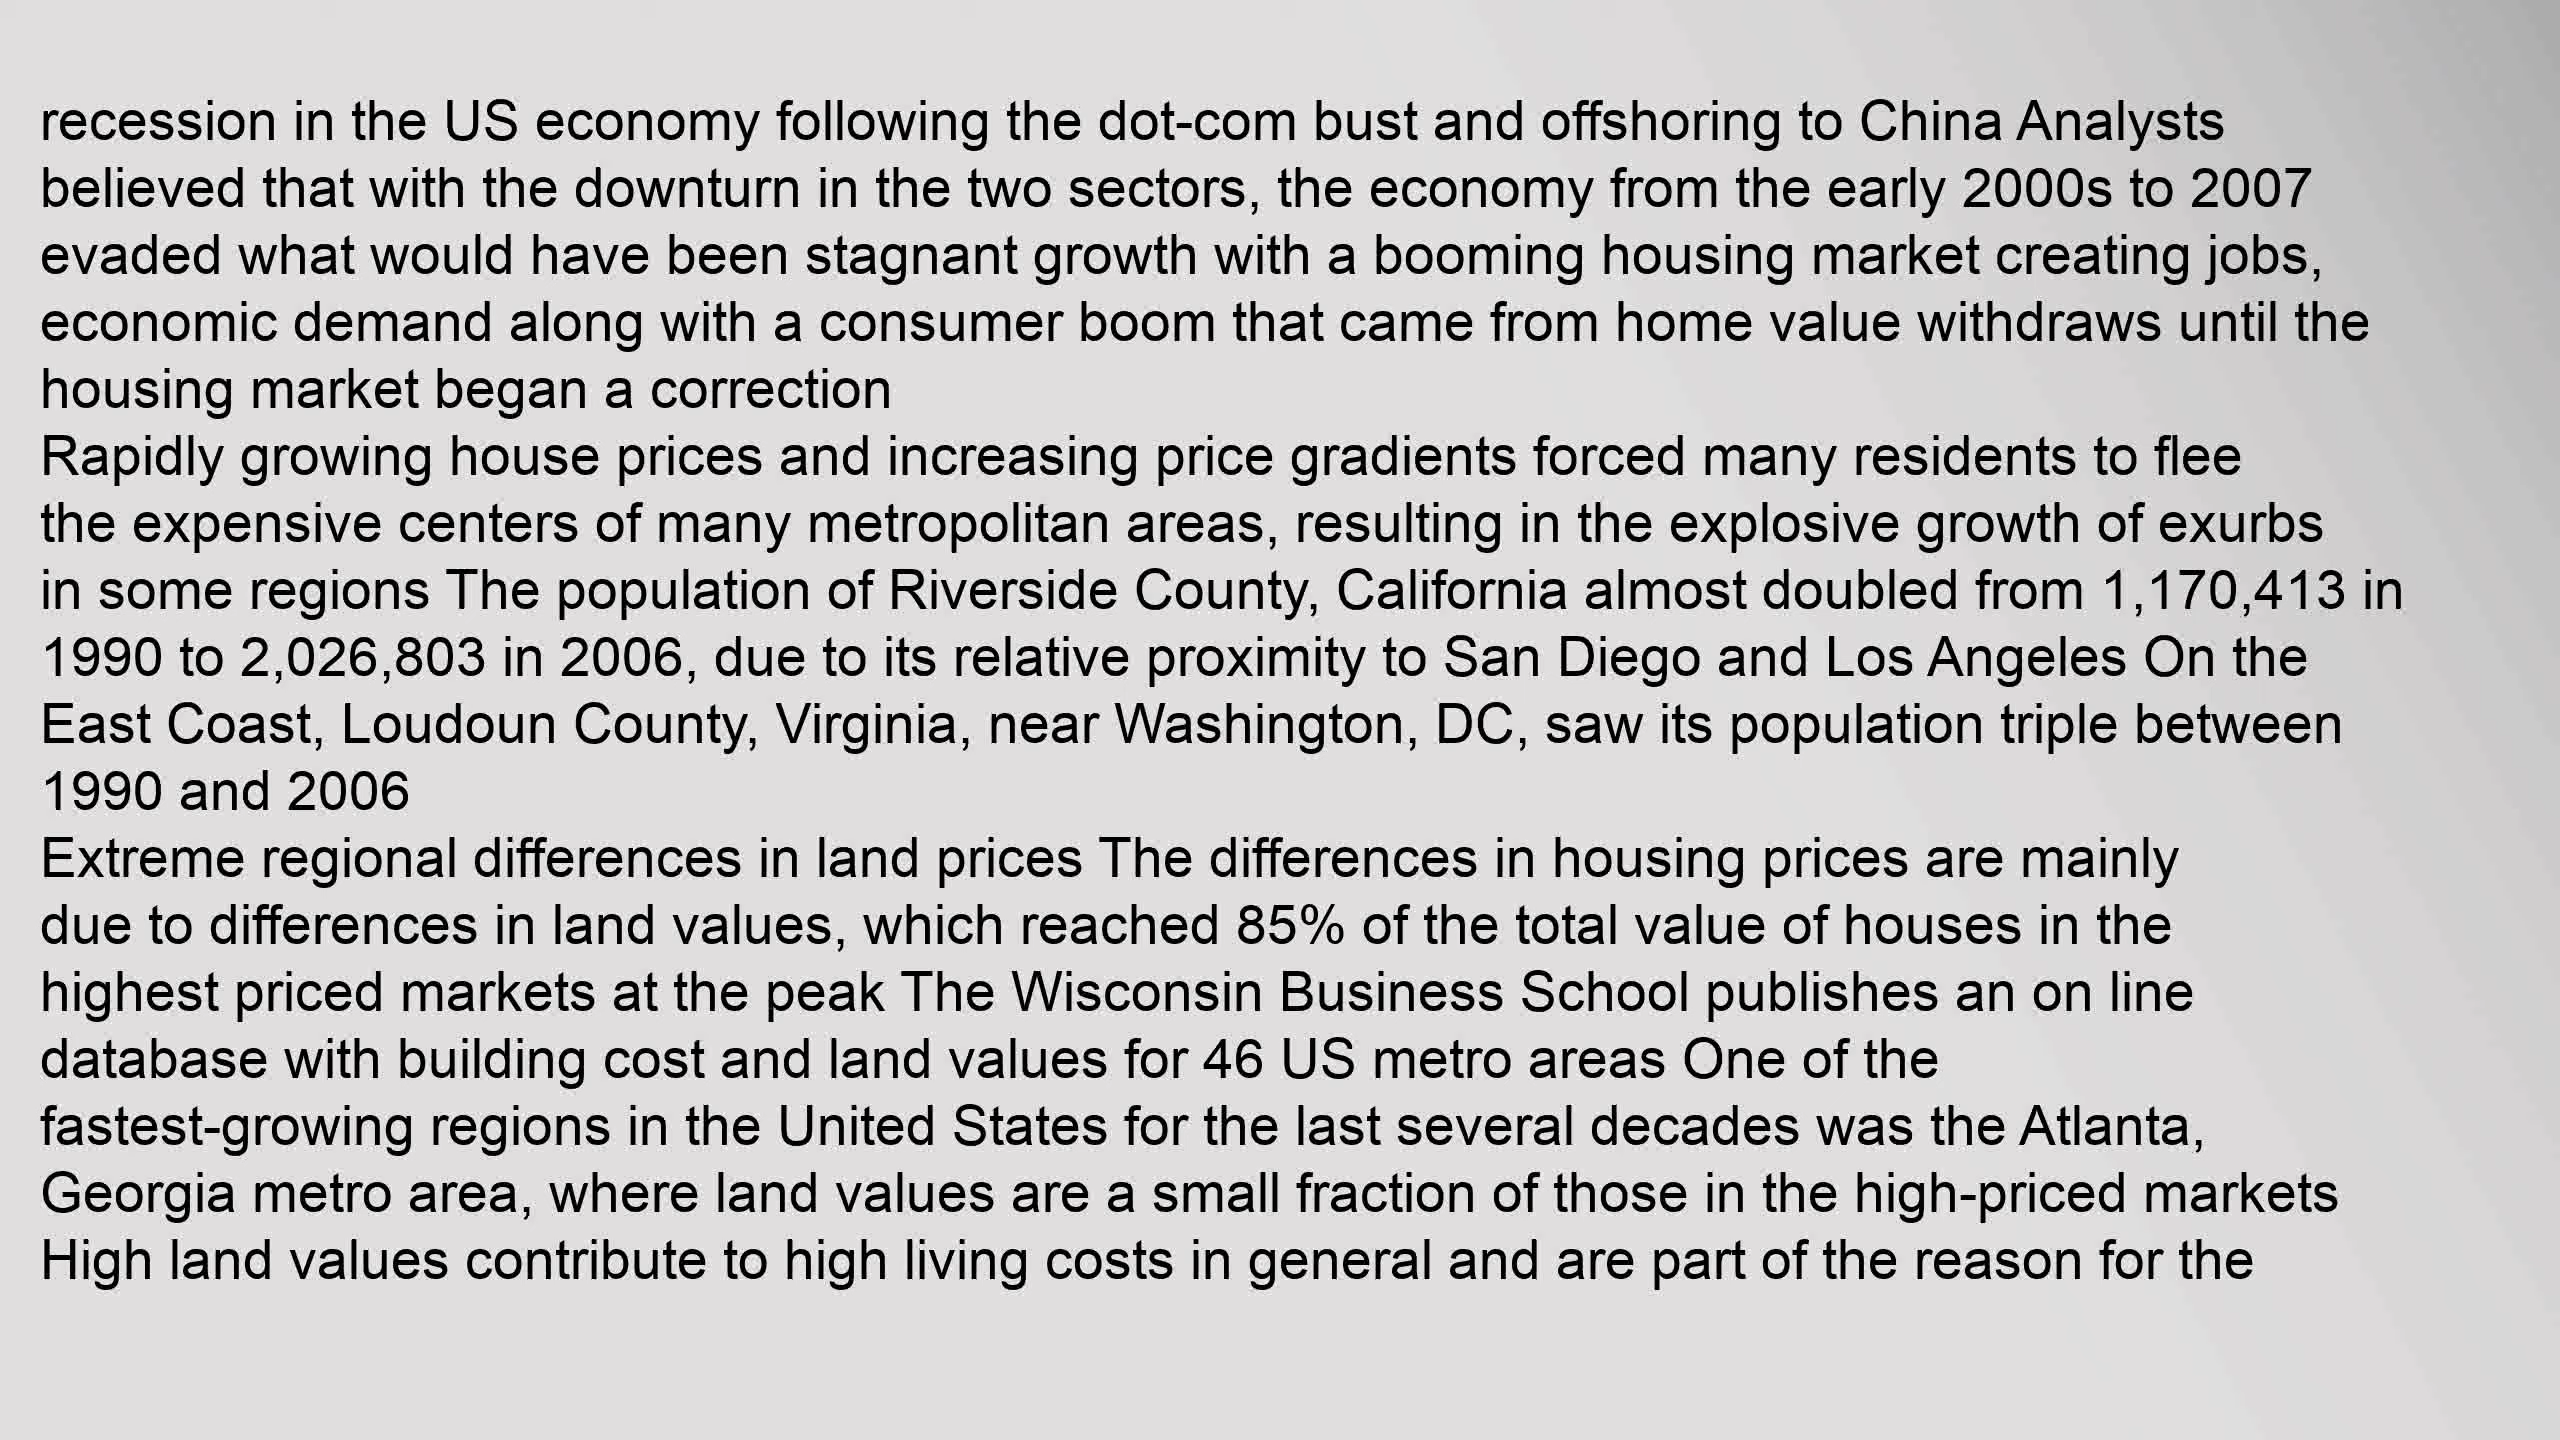 recession in the US economy following the dot-com bust and offshoring to China Analysts
believed that with the downturn in the two sectors, the economy from the early 2000s to 2007
evaded what would have been stagnant growth with a booming housing market creating jobs,
economic demand along with a consumer boom that came from home value withdraws until the
housing market began a correction
Rapidly growing house prices and increasing price gradients forced many residents to flee
the expensive centers of many metropolitan areas, resulting in the explosive growth of exurbs
in some regions The population of Riverside County, California almost doubled from 1,170,413 in
1990 to 2,026,803 in 2006, due to its relative proximity to San Diego and Los Angeles On the
East Coast, Loudoun County, Virginia, near Washington, DC, saw its population triple between
1990 and 2006
Extreme regional differences in land prices The differences in housing prices are mainly
due to differences in land values, which reached 85% of the total value of houses in the
highest priced markets at the peak The Wisconsin Business School publishes an on line
database with building cost and land values for 46 US metro areas One of the
fastest-growing regions in the United States for the last several decades was the Atlanta,
Georgia metro area, where land values are a small fraction of those in the high-priced markets
High land values contribute to high living costs in general and are part of the reason for the